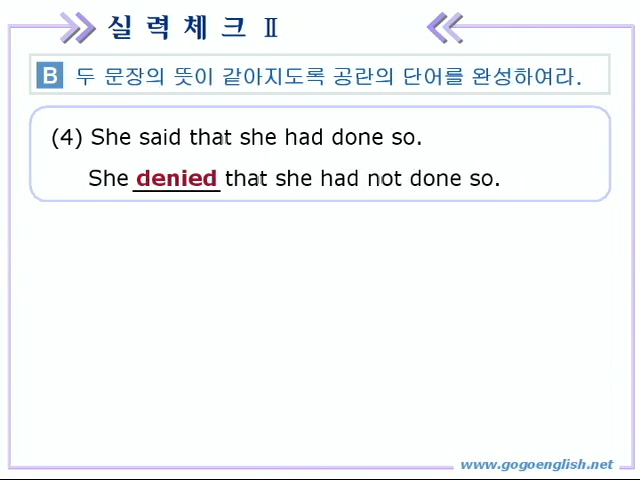 실 력 체 크 Ⅱ
B 두 문장의 뜻이 같아지도록 공란의 단어를 완성하여라.
(4) She said that she had done so.
She denied that she had not done so.
www.gogoenglish.net